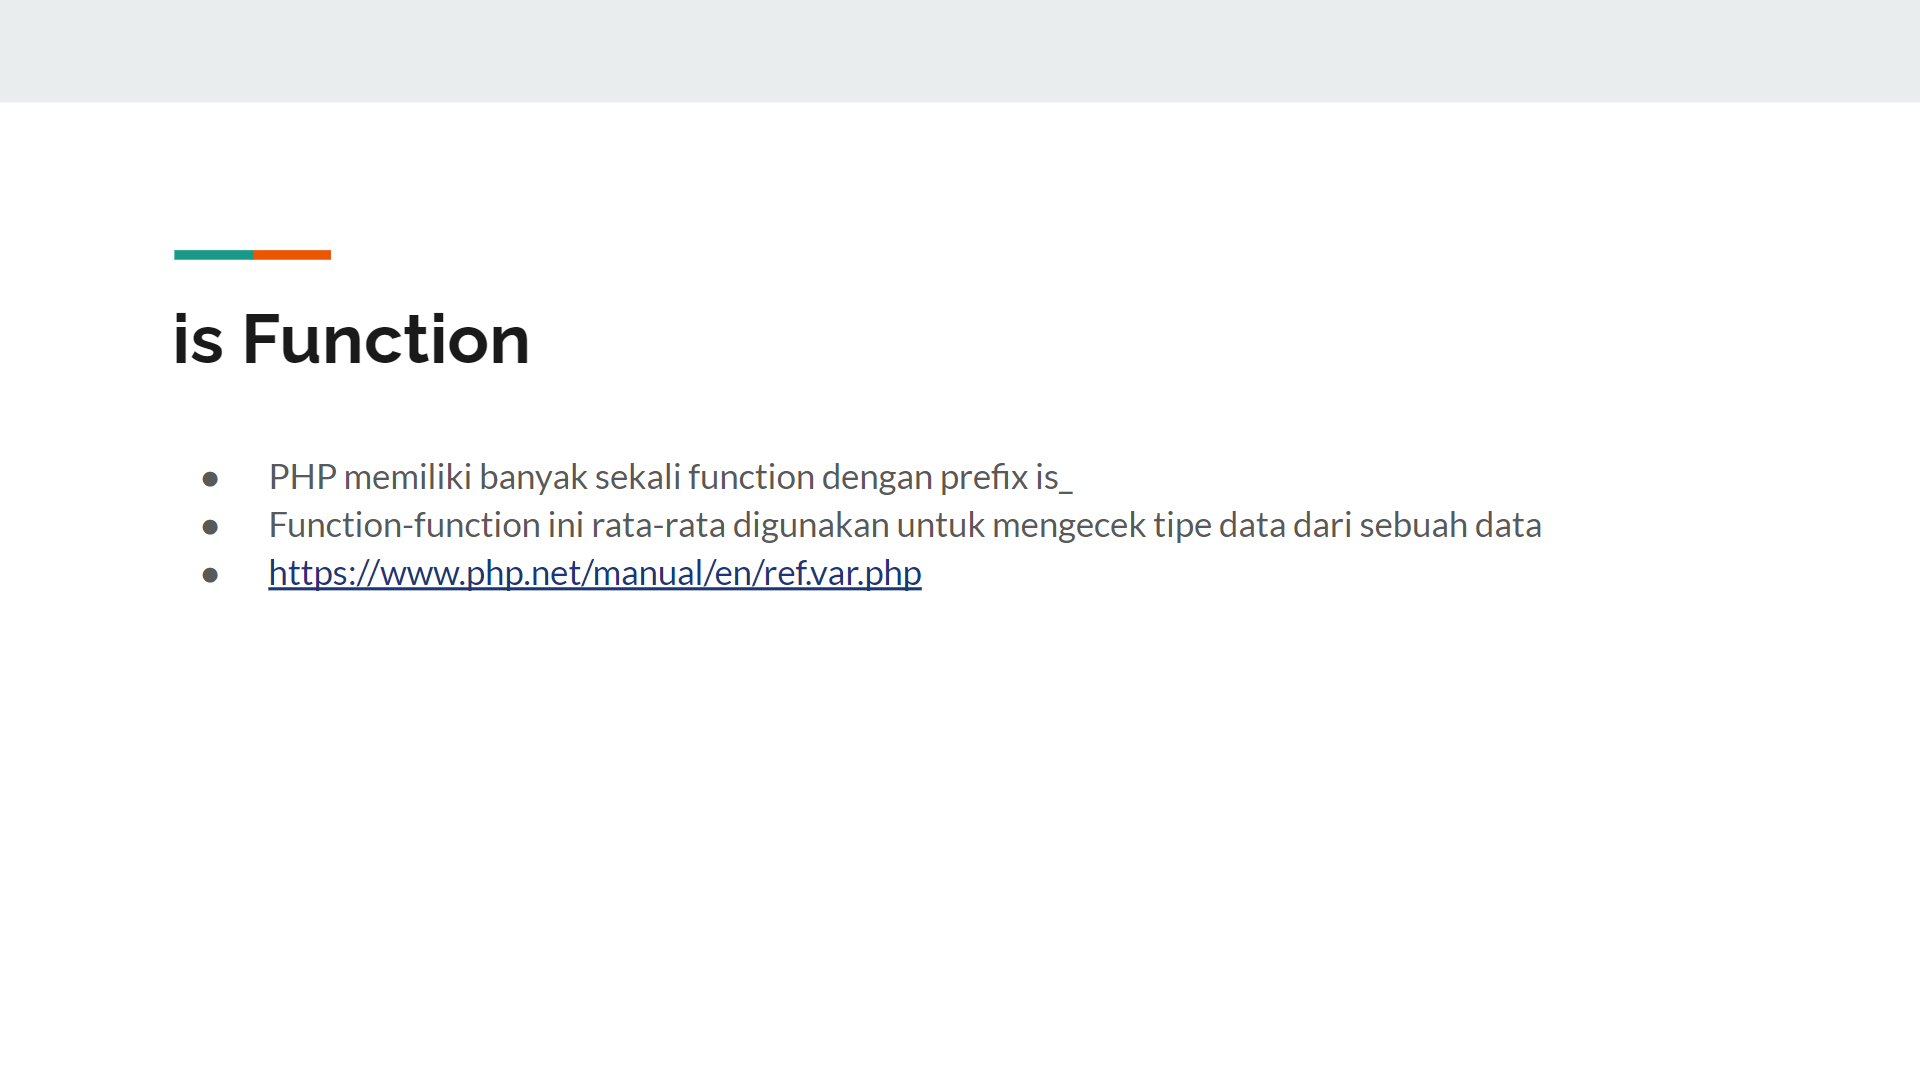 is Function
● PHP memiliki banyak sekali function dengan prefix is_
● Function-function ini rata-rata digunakan untuk mengecek tipe data dari sebuah data
● https://www.php.net/manual/en/ref.var.php